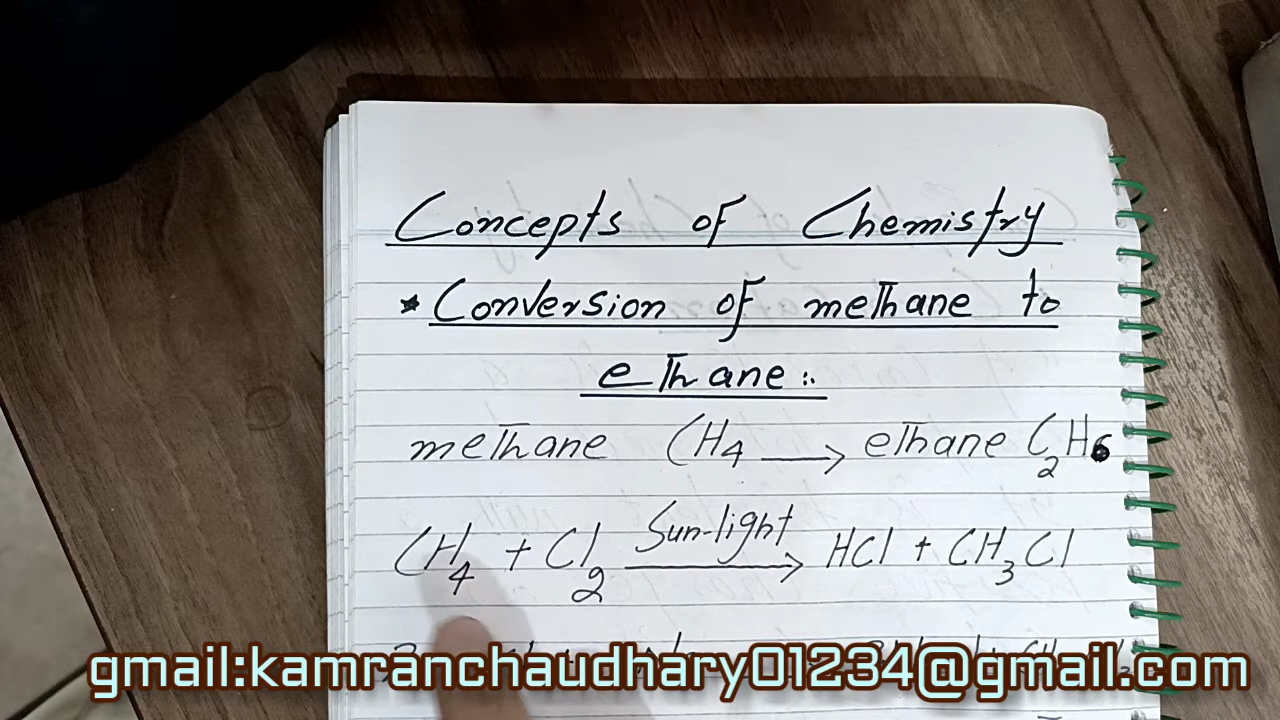 Concepts of Chemistry
* Conversion of methane to
ethane:.
methane CH4 → ethane C2H6
CH4 + Cl2 Sun-light → HCl + CH3Cl
gmail:kamranchaudhary01234@gmail.com